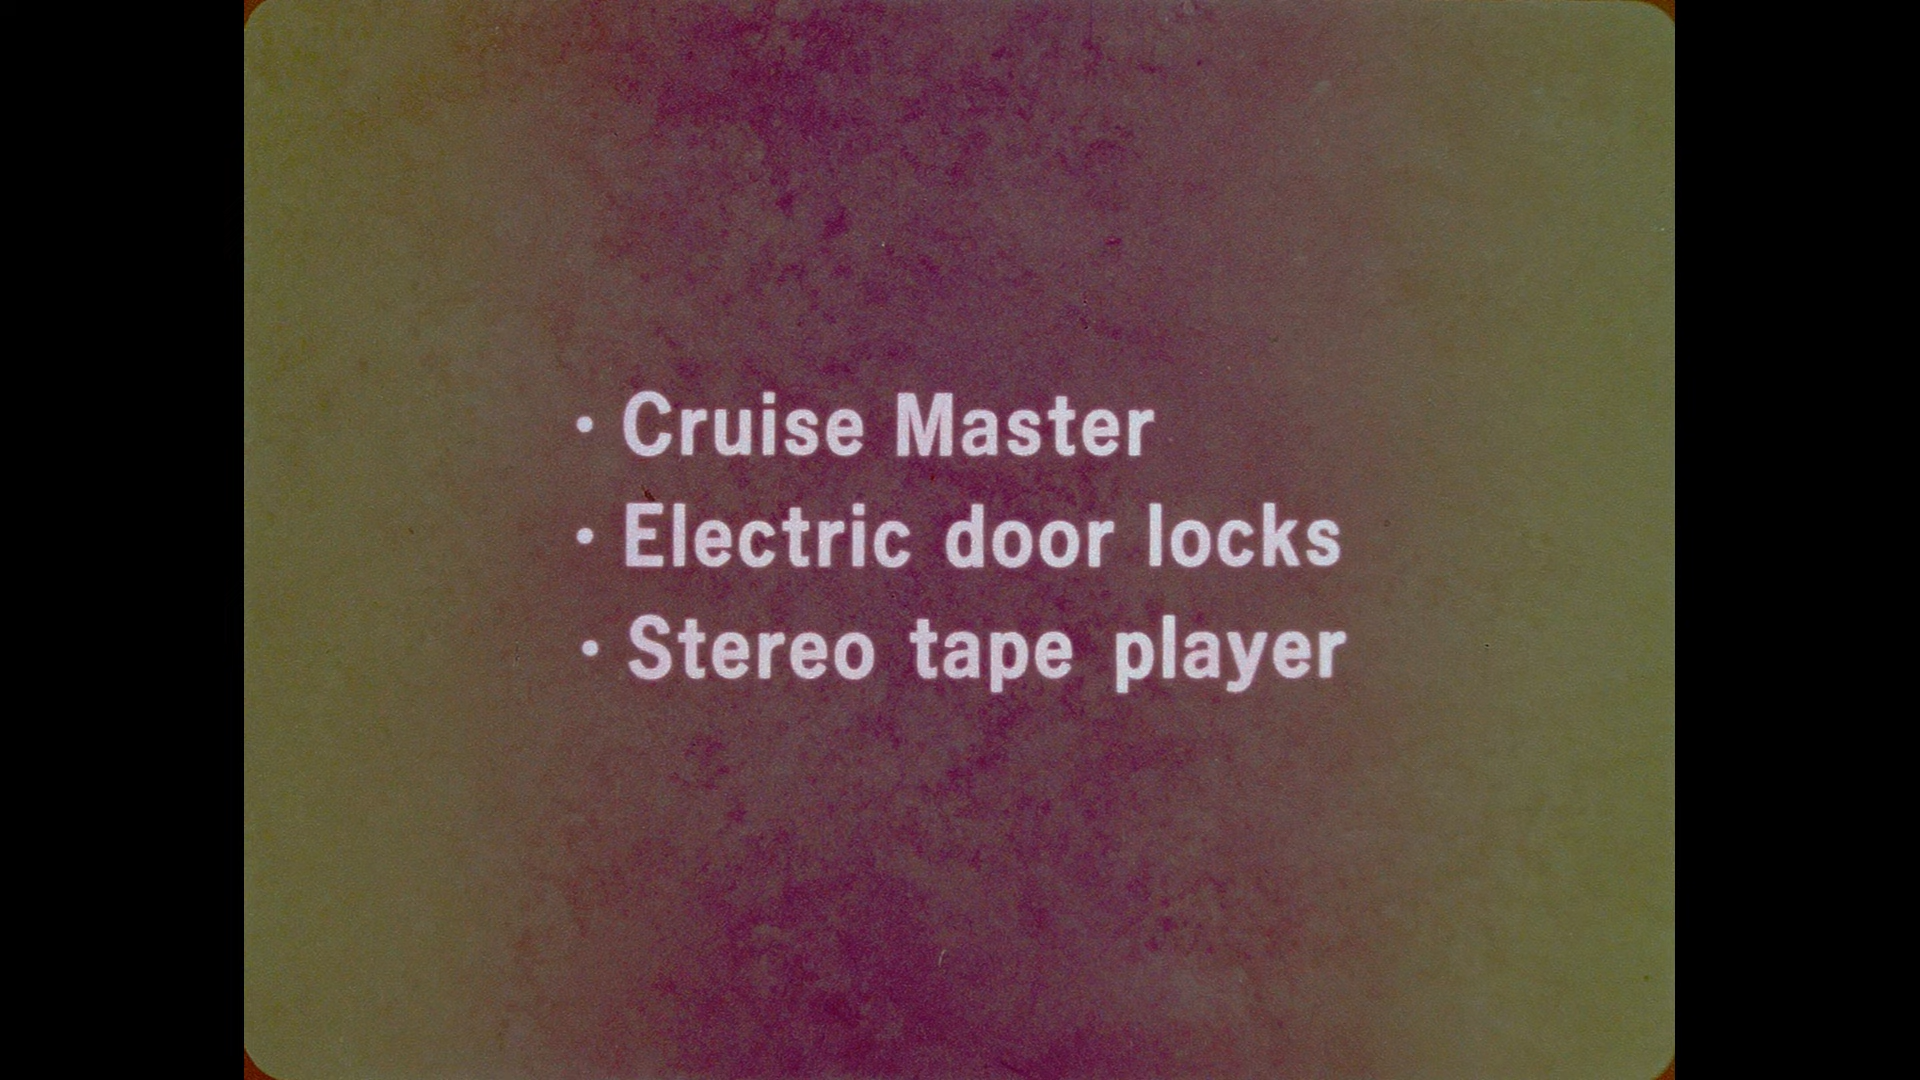 • Cruise Master
• Electric door locks
• Stereo tape player